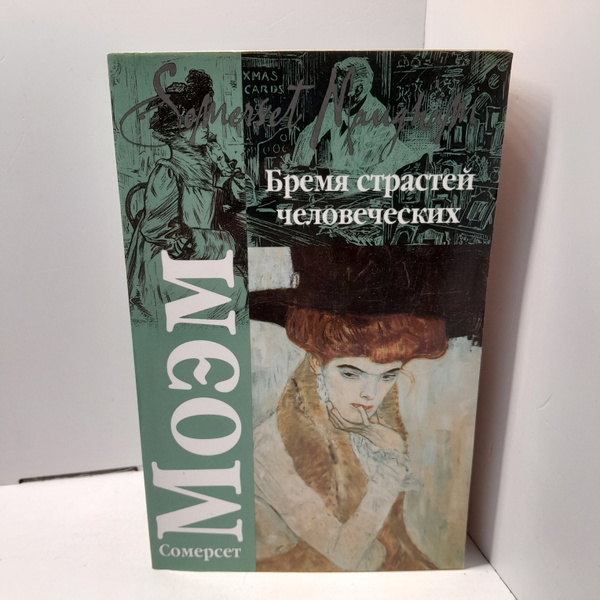 XMAS
CARDS
Somerset Maugham
Бремя страстей
человеческих
Моэм
Сомерсет